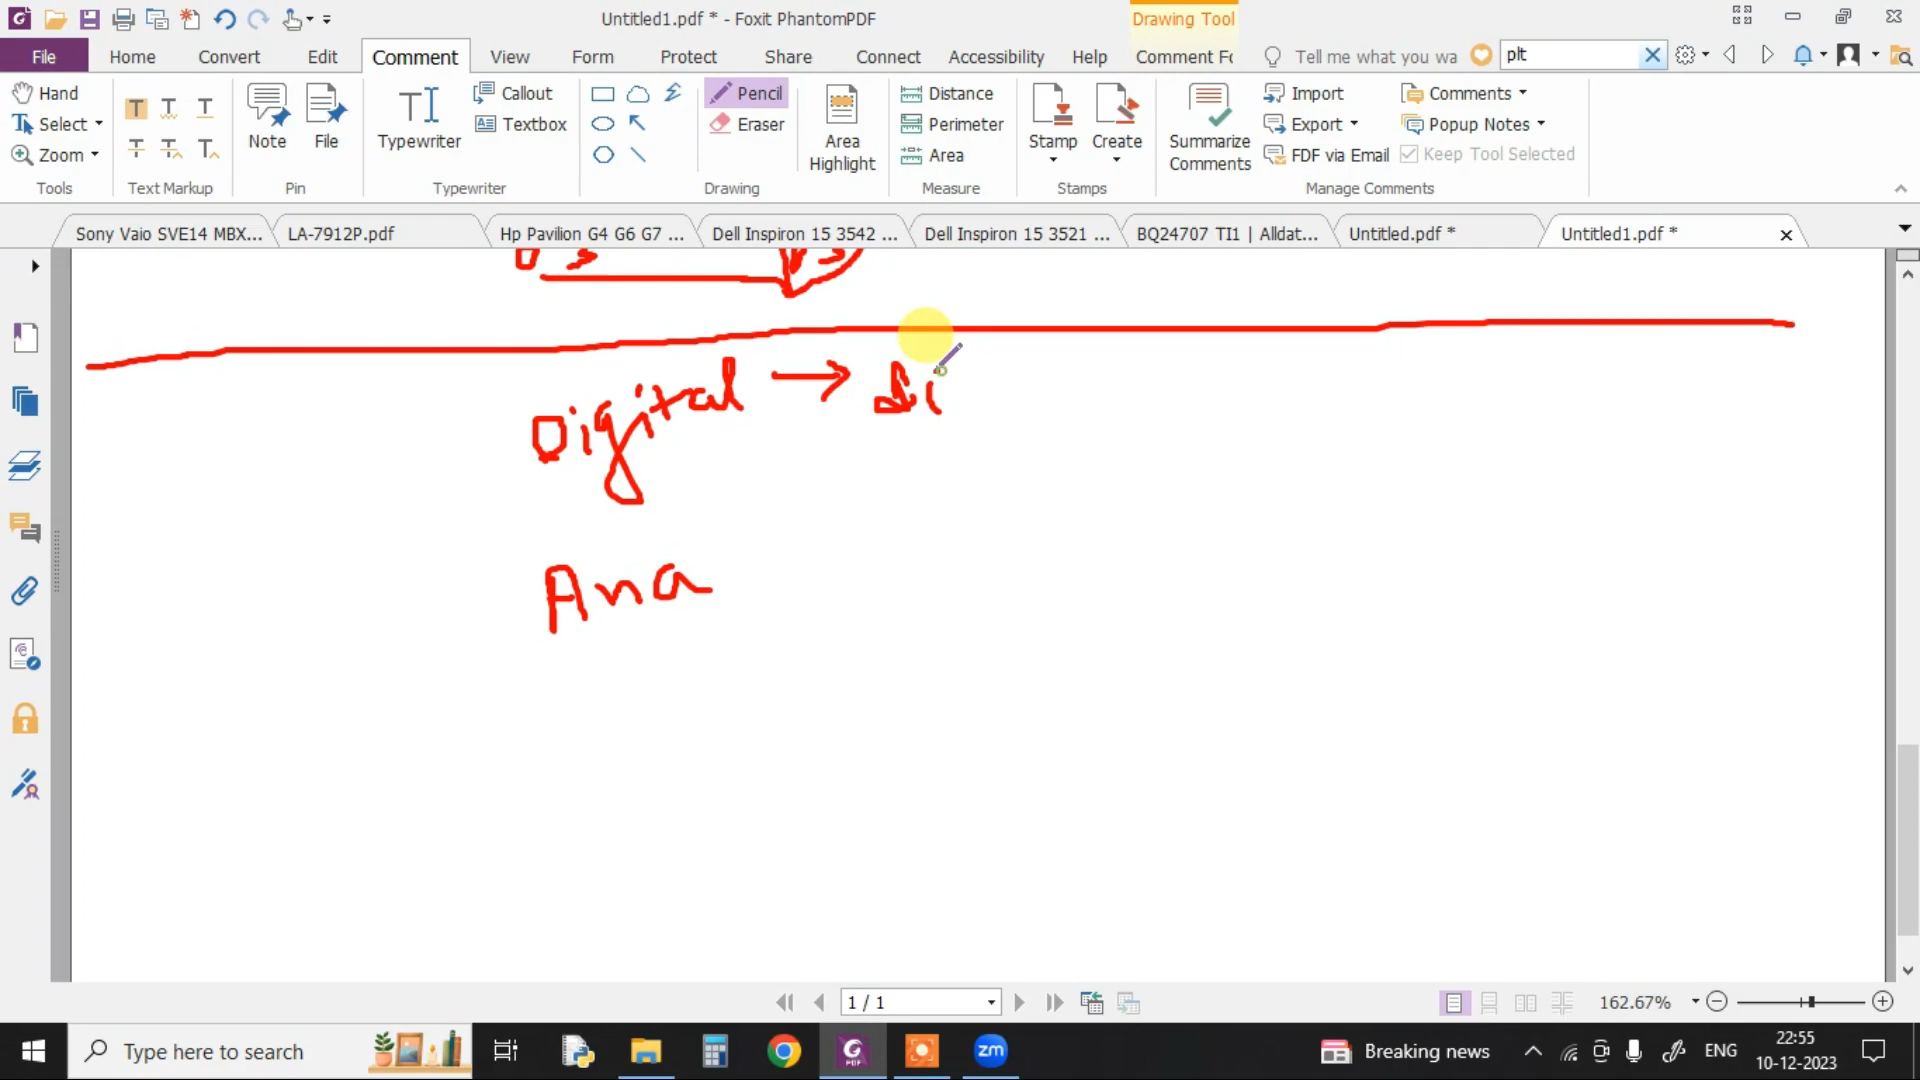 Untitled1.pdf * - Foxit PhantomPDF
Drawing Tool
File Home Convert Edit Comment View Form Protect Share Connect Accessibility Help Comment Fc Tell me what you wa plt
Hand
Select
Zoom
Tools
Text Markup
Note
File
Pin
Typewriter
Callout
Textbox
Typewriter
Pencil
Eraser
Drawing
Area
Highlight
Distance
Perimeter
Area
Measure
Stamp
Create
Stamps
Summarize
Comments
Import
Export
FDF via Email
Comments
Popup Notes
Keep Tool Selected
Manage Comments
Sony Vaio SVE14 MBX... LA-7912P.pdf Hp Pavilion G4 G6 G7 ... Dell Inspiron 15 3542 ... Dell Inspiron 15 3521 ... BQ24707 TI1 | Alldat... Untitled.pdf * Untitled1.pdf *
Digital → di
Ana
1 / 1
162.67%
Type here to search
zm
Breaking news
ENG
22:55
10-12-2023